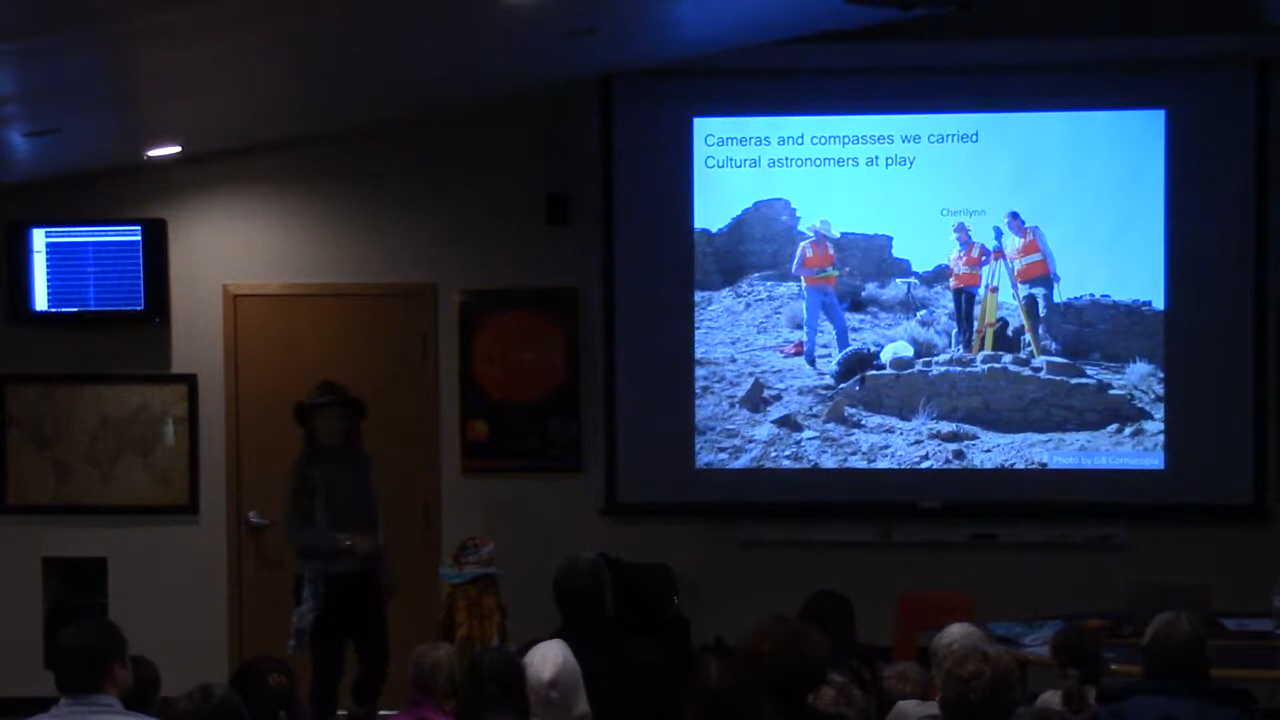 Cameras and compasses we carried
Cultural astronomers at play
Cherilynn
Photo by GB Cornucopia